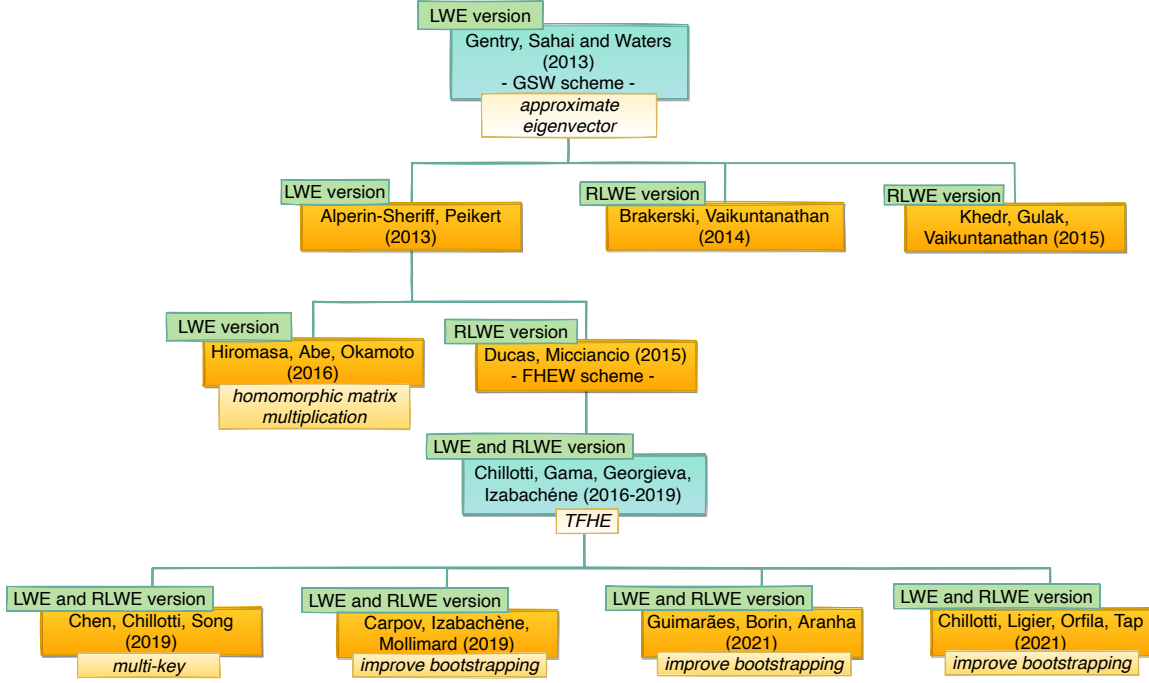 LWE version
Gentry, Sahai and Waters
(2013)
- GSW scheme -
approximate
eigenvector
LWE version
Alperin-Sheriff, Peikert
(2013)
RLWE version
Brakerski, Vaikuntanathan
(2014)
RLWE version
Khedr, Gulak,
Vaikuntanathan (2015)
LWE version
Hiromasa, Abe, Okamoto
(2016)
homomorphic matrix
multiplication
RLWE version
Ducas, Micciancio (2015)
- FHEW scheme -
LWE and RLWE version
Chillotti, Gama, Georgieva,
Izabachéne (2016-2019)
TFHE
LWE and RLWE version
Chen, Chillotti, Song
(2019)
multi-key
LWE and RLWE version
Carpov, Izabachène,
Mollimard (2019)
improve bootstrapping
LWE and RLWE version
Guimarães, Borin, Aranha
(2021)
improve bootstrapping
LWE and RLWE version
Chillotti, Ligier, Orfila, Tap
(2021)
improve bootstrapping